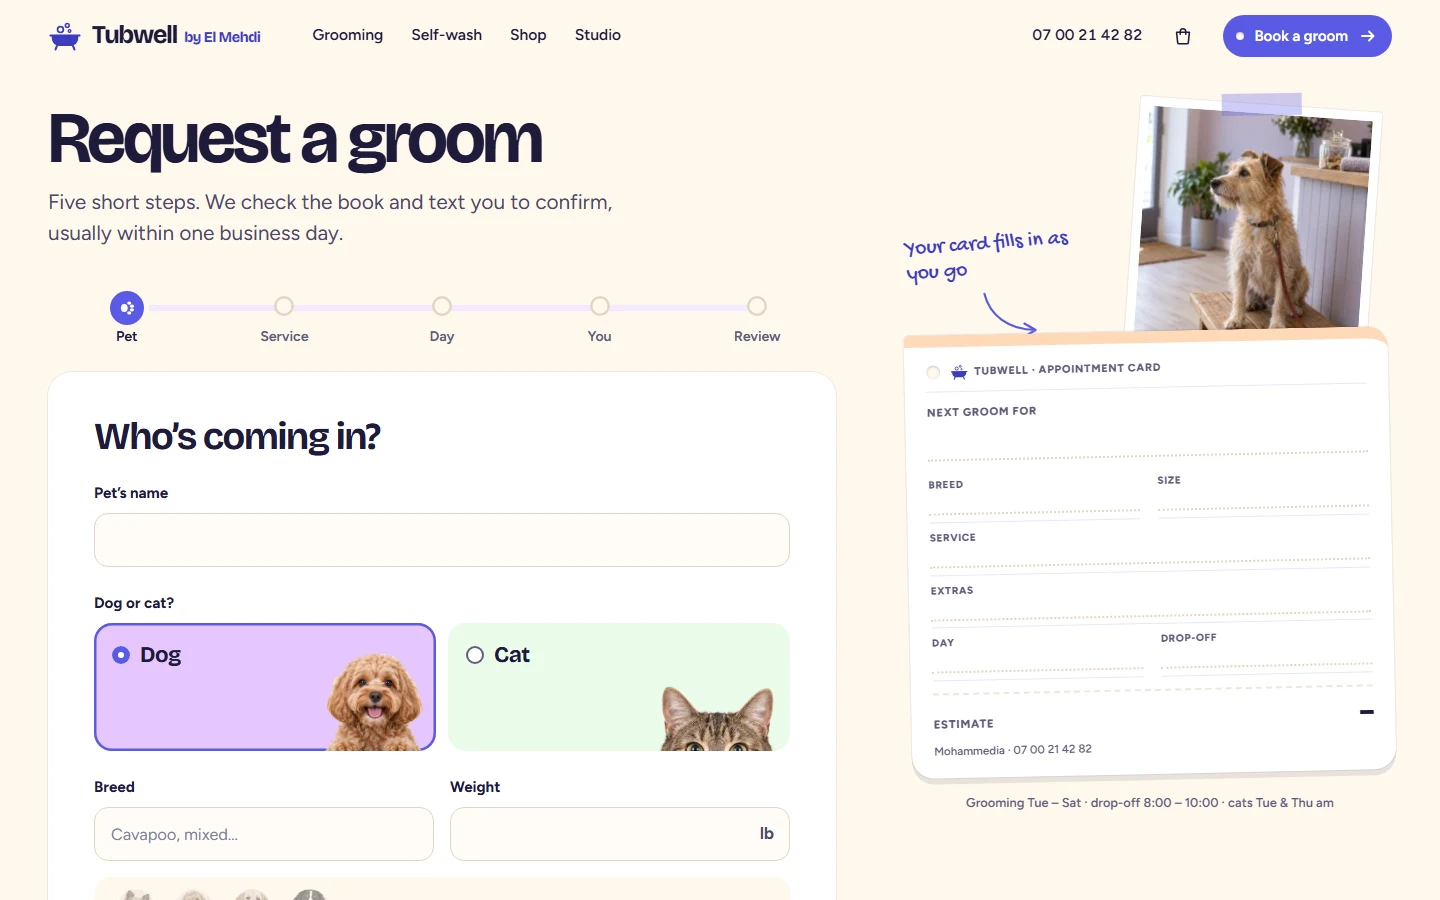 Tubwell by El Mehdi
Grooming
Self-wash
Shop
Studio
07 00 21 42 82
Book a groom
Request a groom
Five short steps. We check the book and text you to confirm,
usually within one business day.
Pet
Service
Day
You
Review
Who's coming in?
Pet's name
Dog or cat?
Dog
Cat
Breed
Weight
Cavapoo, mixed...
lb
your card fills in as
you go
TUBWELL · APPOINTMENT CARD
NEXT GROOM FOR
BREED
SIZE
SERVICE
EXTRAS
DAY
DROP-OFF
ESTIMATE
Mohammedia · 07 00 21 42 82
Grooming Tue – Sat · drop-off 8:00 – 10:00 · cats Tue & Thu am